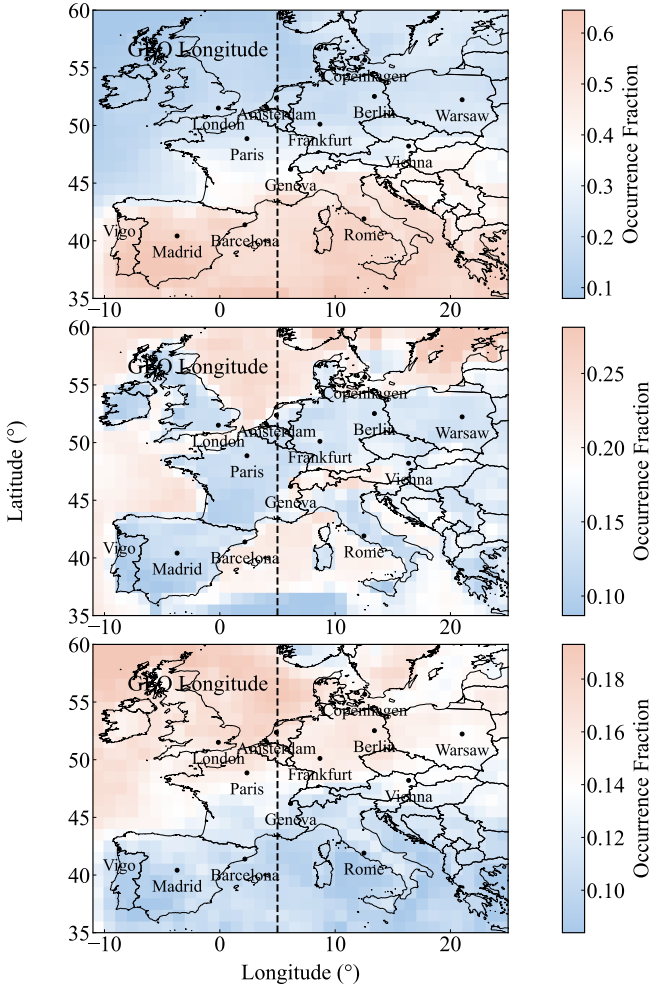 60
55
50
45
40
35
−10
0
10
20
GEO Longitude
Copenhagen
Amsterdam
Berlin
London
Warsaw
Frankfurt
Paris
Vienna
Geneva
Vigo
Madrid
Barcelona
Rome
0.6
0.5
0.4
0.3
0.2
0.1
Occurrence Fraction
60
55
50
45
40
35
−10
0
10
20
GEO Longitude
Copenhagen
Amsterdam
Berlin
London
Warsaw
Frankfurt
Paris
Vienna
Geneva
Vigo
Madrid
Barcelona
Rome
0.25
0.20
0.15
0.10
Occurrence Fraction
Latitude (°)
60
55
50
45
40
35
−10
0
10
20
GEO Longitude
Copenhagen
Amsterdam
Berlin
London
Warsaw
Frankfurt
Paris
Vienna
Geneva
Vigo
Madrid
Barcelona
Rome
0.18
0.16
0.14
0.12
0.10
Occurrence Fraction
Longitude (°)